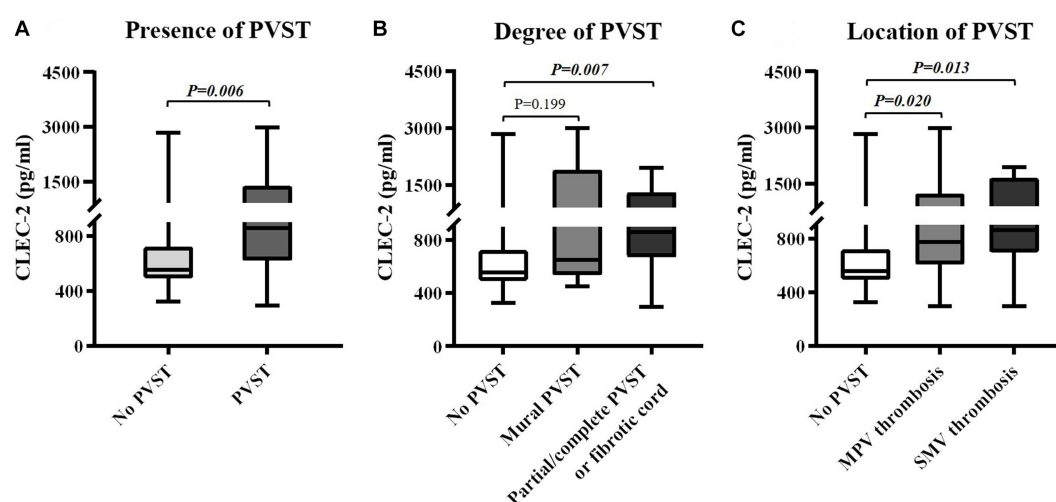 A
Presence of PVST
4500
3000
1500
800
400
0
CLEC-2 (pg/ml)
P=0.006
No PVST
PVST
B
Degree of PVST
4500
3000
1500
800
400
0
CLEC-2 (pg/ml)
P=0.007
P=0.199
No PVST
Mural PVST
Partial/complete PVST
or fibrotic cord
C
Location of PVST
4500
3000
1500
800
400
0
CLEC-2 (pg/ml)
P=0.013
P=0.020
No PVST
MPV thrombosis
SMV thrombosis